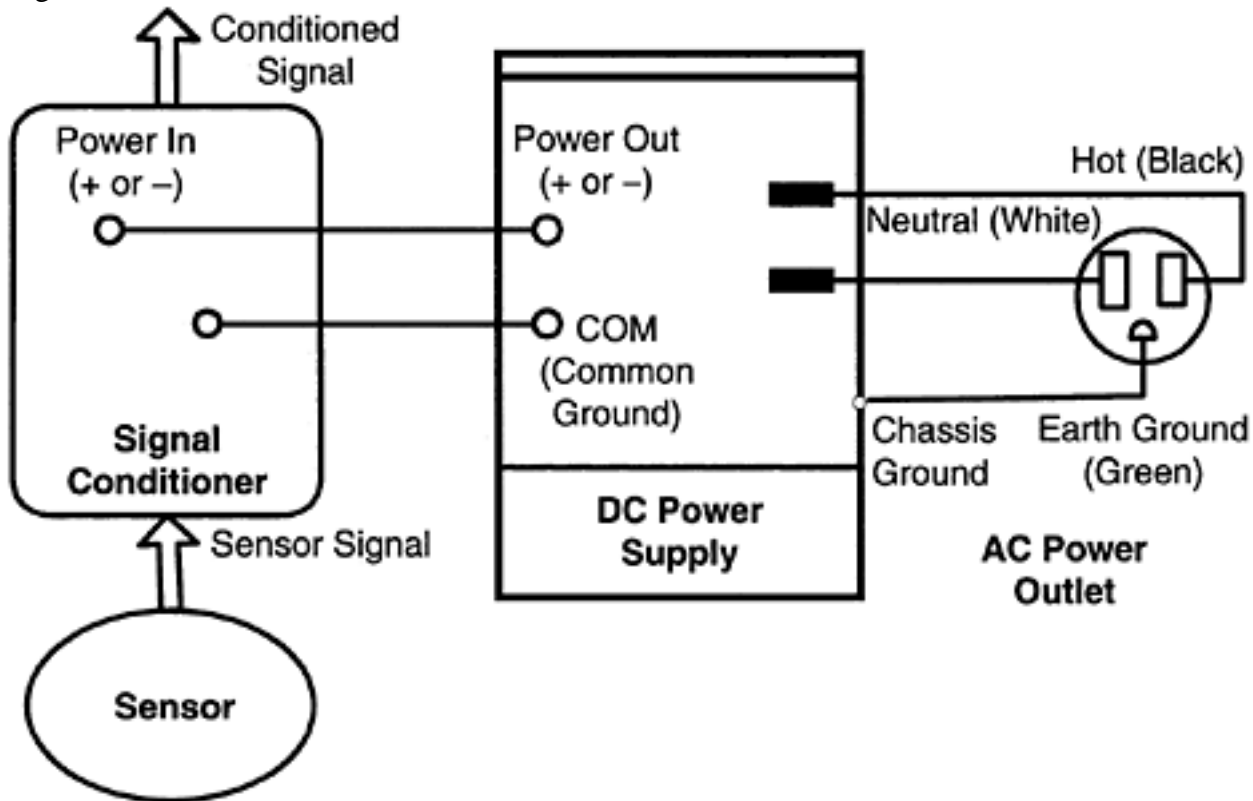 Conditioned
Signal
Power In
(+ or –)
Signal
Conditioner
Sensor Signal
Sensor
Power Out
(+ or –)
COM
(Common
Ground)
DC Power
Supply
Hot (Black)
Neutral (White)
Chassis
Ground
Earth Ground
(Green)
AC Power
Outlet